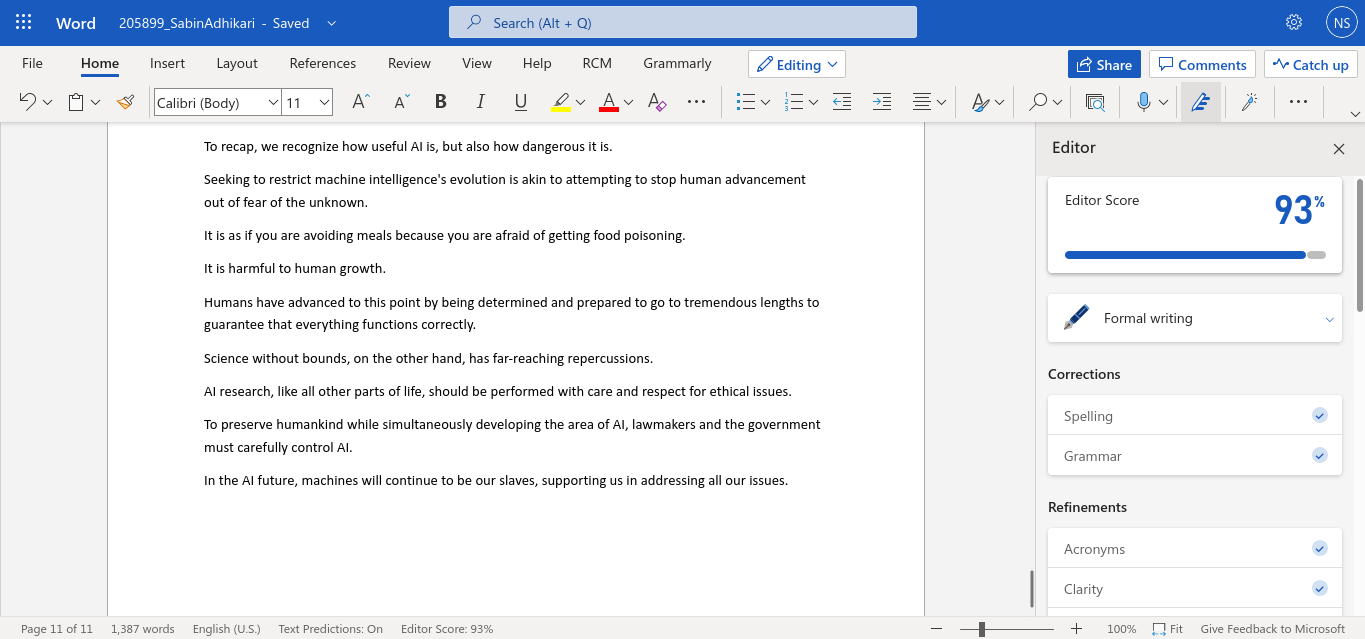 Word
205899_SabinAdhikari - Saved
Search (Alt + Q)
NS
File Home Insert Layout References Review View Help RCM Grammarly
Editing
Share
Comments
Catch up
Calibri (Body)
11
To recap, we recognize how useful AI is, but also how dangerous it is.
Seeking to restrict machine intelligence's evolution is akin to attempting to stop human advancement
out of fear of the unknown.
It is as if you are avoiding meals because you are afraid of getting food poisoning.
It is harmful to human growth.
Humans have advanced to this point by being determined and prepared to go to tremendous lengths to
guarantee that everything functions correctly.
Science without bounds, on the other hand, has far-reaching repercussions.
AI research, like all other parts of life, should be performed with care and respect for ethical issues.
To preserve humankind while simultaneously developing the area of AI, lawmakers and the government
must carefully control AI.
In the AI future, machines will continue to be our slaves, supporting us in addressing all our issues.
Editor
Editor Score
93%
Formal writing
Corrections
Spelling
Grammar
Refinements
Acronyms
Clarity
Page 11 of 11 1,387 words English (U.S.) Text Predictions: On Editor Score: 93%
100% Fit Give Feedback to Microsoft